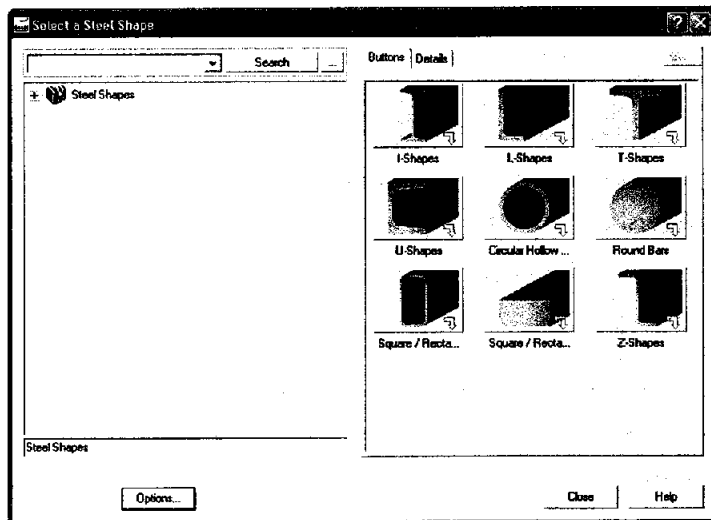 Select a Steel Shape
Search ...
Steel Shapes
Steel Shapes
Buttons Details
I-Shapes L-Shapes T-Shapes
U-Shapes Circular Hollow ... Round Bars
Square / Recta... Square / Recta... Z-Shapes
Options... Close Help